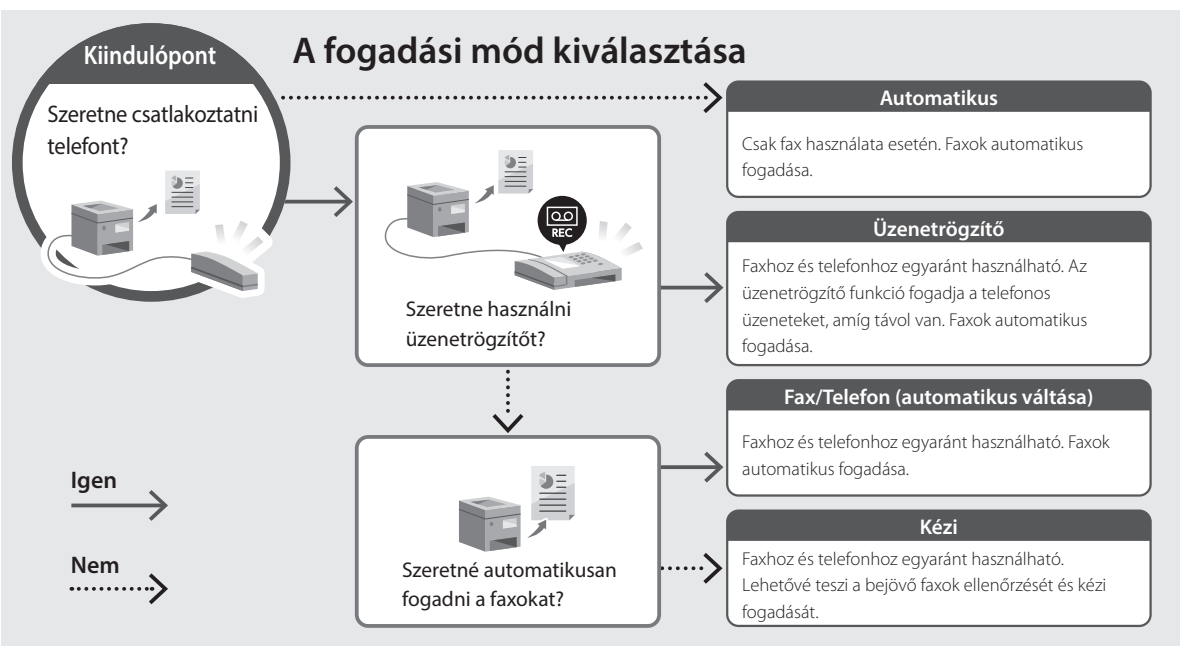 A fogadási mód kiválasztása
Kiindulópont
Szeretne csatlakoztatni
telefont?
REC
Szeretne használni
üzenetrögzítőt?
Szeretné automatikusan
fogadni a faxokat?
Automatikus
Csak fax használata esetén. Faxok automatikus
fogadása.
Üzenetrögzítő
Faxhoz és telefonhoz egyaránt használható. Az
üzenetrögzítő funkció fogadja a telefonos
üzeneteket, amíg távol van. Faxok automatikus
fogadása.
Fax/Telefon (automatikus váltása)
Faxhoz és telefonhoz egyaránt használható. Faxok
automatikus fogadása.
Kézi
Faxhoz és telefonhoz egyaránt használható.
Lehetővé teszi a bejövő faxok ellenőrzését és kézi
fogadását.
Igen
Nem